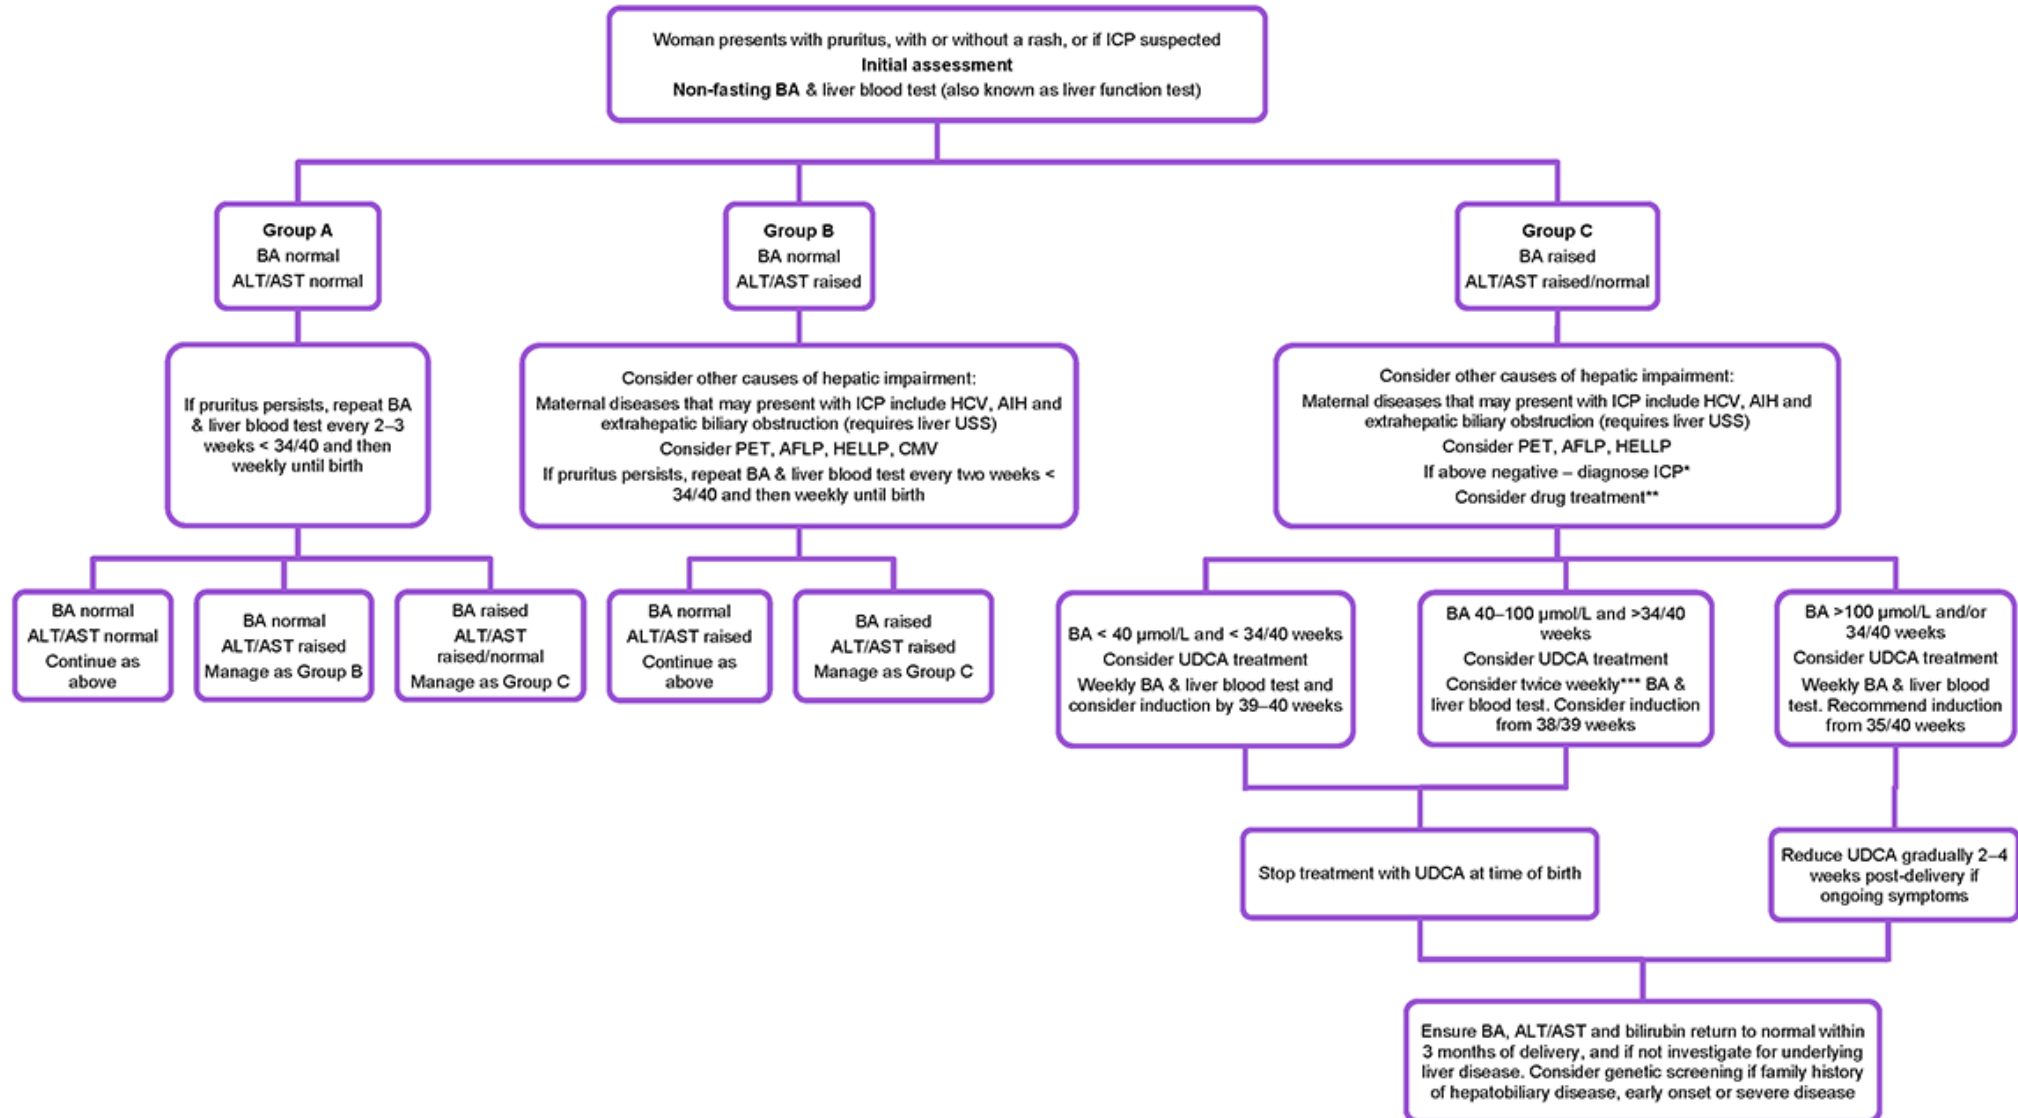 Woman presents with pruritus, with or without a rash, or if ICP suspected
Initial assessment
Non-fasting BA & liver blood test (also known as liver function test)
Group A
BA normal
ALT/AST normal
Group B
BA normal
ALT/AST raised
Group C
BA raised
ALT/AST raised/normal
If pruritus persists, repeat BA
& liver blood test every 2–3
weeks < 34/40 and then
weekly until birth
Consider other causes of hepatic impairment:
Maternal diseases that may present with ICP include HCV, AIH and
extrahepatic biliary obstruction (requires liver USS)
Consider PET, AFLP, HELLP, CMV
If pruritus persists, repeat BA & liver blood test every two weeks <
34/40 and then weekly until birth
Consider other causes of hepatic impairment:
Maternal diseases that may present with ICP include HCV, AIH and
extrahepatic biliary obstruction (requires liver USS)
Consider PET, AFLP, HELLP
If above negative – diagnose ICP*
Consider drug treatment**
BA normal
ALT/AST normal
Continue as
above
BA normal
ALT/AST raised
Manage as Group B
BA raised
ALT/AST
raised/normal
Manage as Group C
BA normal
ALT/AST raised
Continue as
above
BA raised
ALT/AST raised
Manage as Group C
BA < 40 µmol/L and < 34/40 weeks
Consider UDCA treatment
Weekly BA & liver blood test and
consider induction by 39–40 weeks
BA 40–100 µmol/L and >34/40
weeks
Consider UDCA treatment
Consider twice weekly*** BA &
liver blood test. Consider induction
from 38/39 weeks
BA >100 µmol/L and/or
34/40 weeks
Consider UDCA treatment
Weekly BA & liver blood
test. Recommend induction
from 35/40 weeks
Stop treatment with UDCA at time of birth
Reduce UDCA gradually 2–4
weeks post-delivery if
ongoing symptoms
Ensure BA, ALT/AST and bilirubin return to normal within
3 months of delivery, and if not investigate for underlying
liver disease. Consider genetic screening if family history
of hepatobiliary disease, early onset or severe disease